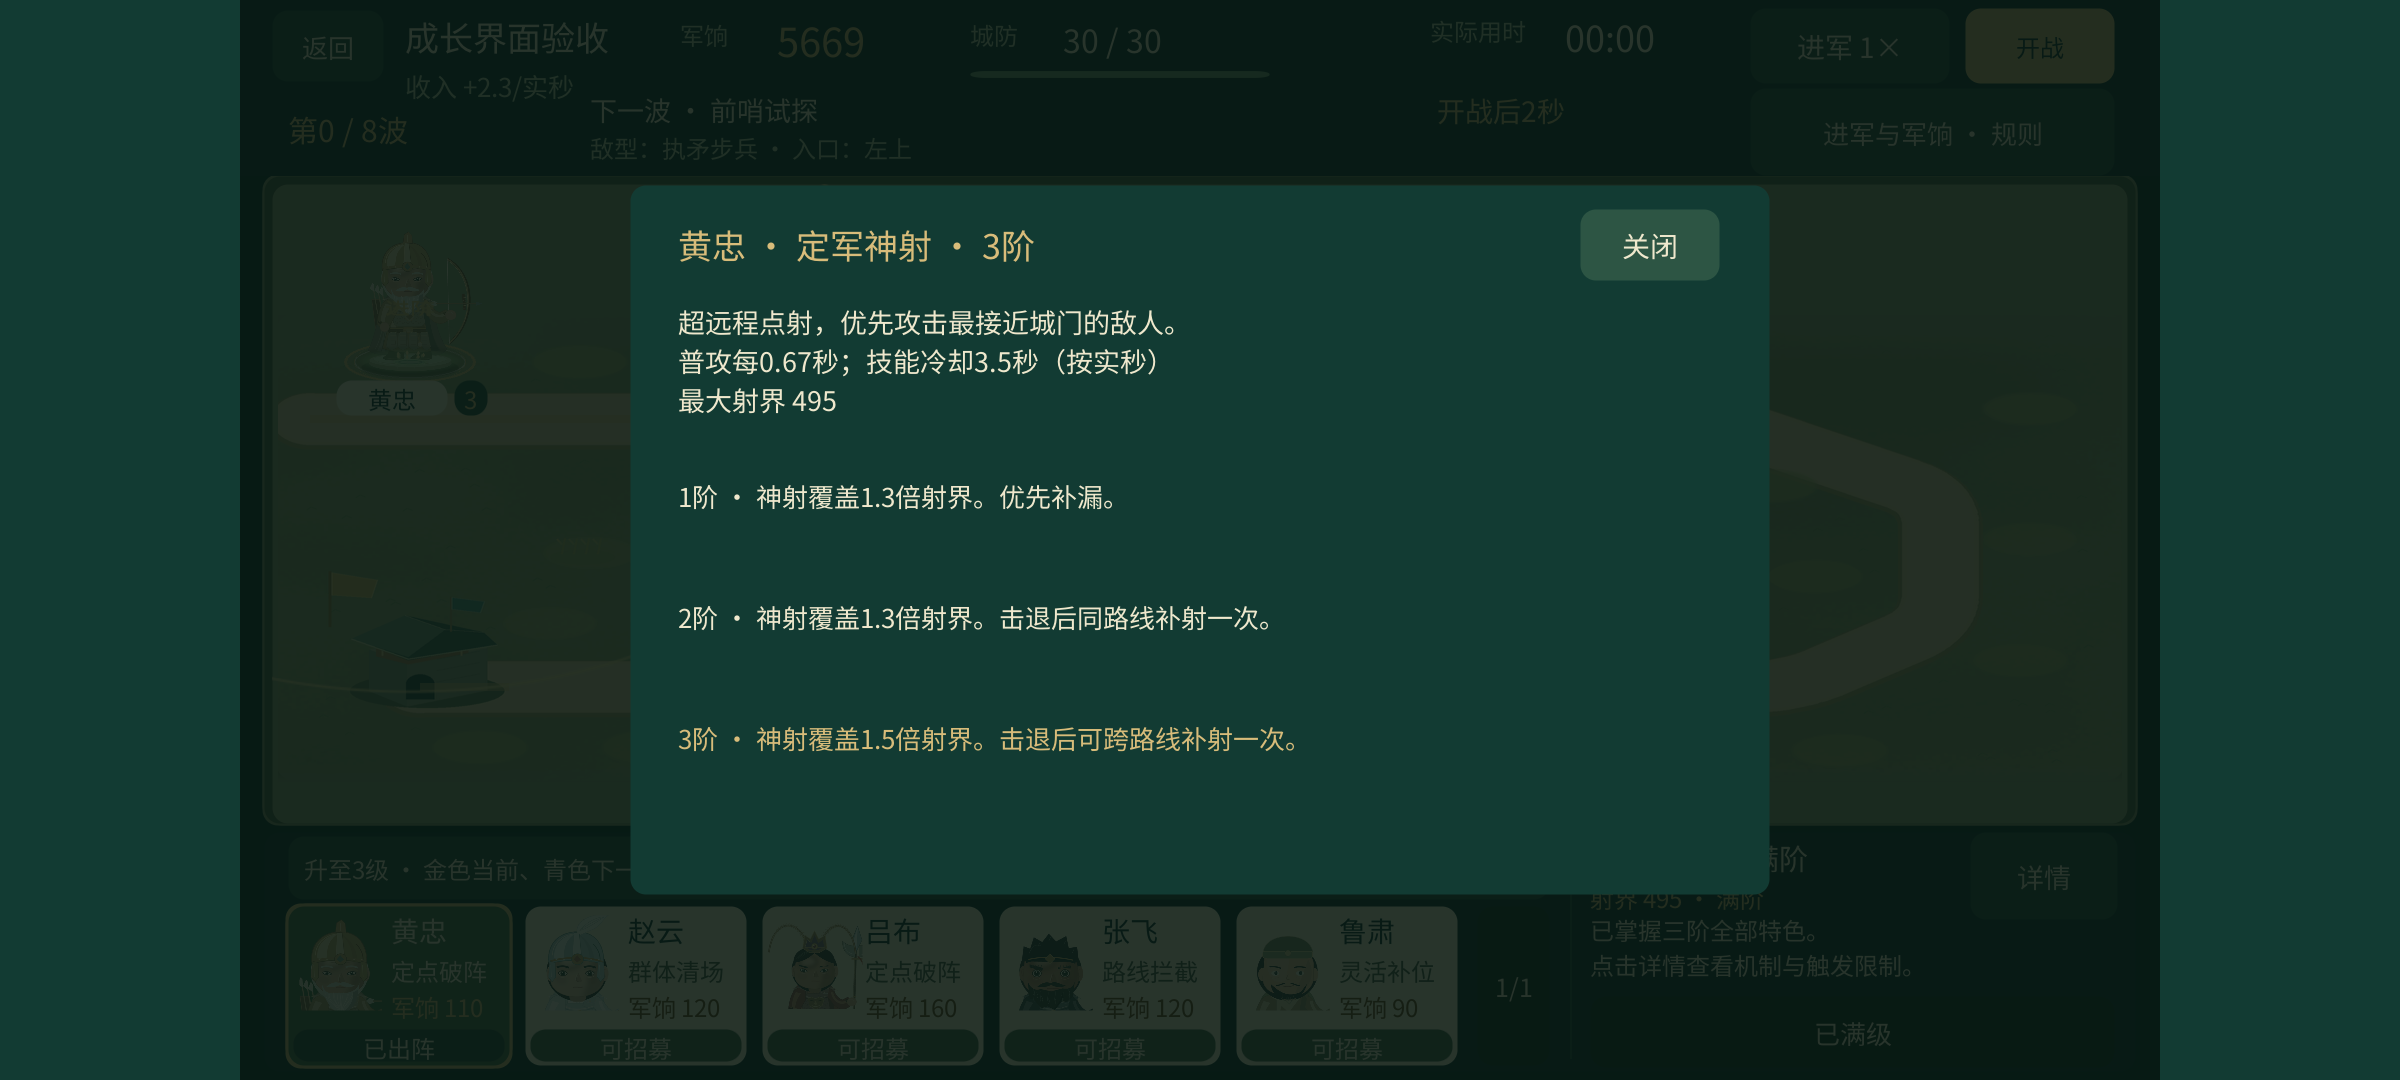 返回
成长界面验收
军饷 5669
城防 30 / 30
实际用时 00:00
进军 1×
开战
收入 +2.3/实秒
第0 / 8波
下一波 · 前哨试探
敌型：执矛步兵 · 入口：左上
开战后2秒
进军与军饷 · 规则
黄忠 3
黄忠 · 定军神射 · 3阶
关闭
超远程点射，优先攻击最接近城门的敌人。
普攻每0.67秒；技能冷却3.5秒（按实秒）
最大射界 495
1阶 · 神射覆盖1.3倍射界。优先补漏。
2阶 · 神射覆盖1.3倍射界。击退后同路线补射一次。
3阶 · 神射覆盖1.5倍射界。击退后可跨路线补射一次。
升至3级 · 金色当前、青色下一
黄忠
定点破阵
军饷 110
已出阵
赵云
群体清场
军饷 120
可招募
吕布
定点破阵
军饷 160
可招募
张飞
路线拦截
军饷 120
可招募
鲁肃
灵活补位
军饷 90
可招募
1/1
满阶
详情
射界 495 · 满阶
已掌握三阶全部特色。
点击详情查看机制与触发限制。
已满级